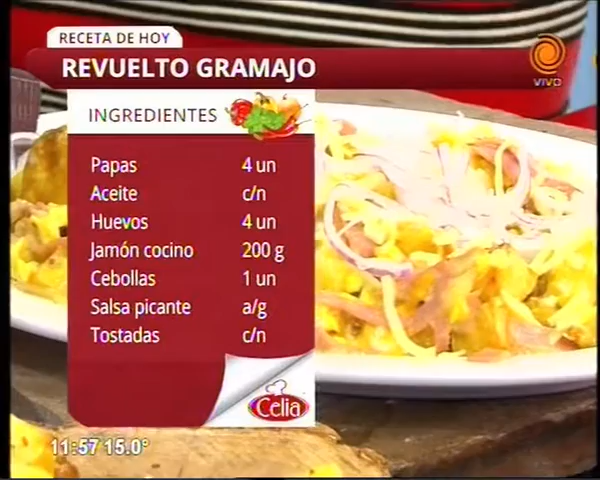 RECETA DE HOY
REVUELTO GRAMAJO
VIVO
INGREDIENTES
Papas 4 un
Aceite c/n
Huevos 4 un
Jamón cocino 200 g
Cebollas 1 un
Salsa picante a/g
Tostadas c/n
Celia
11:57 15.0°